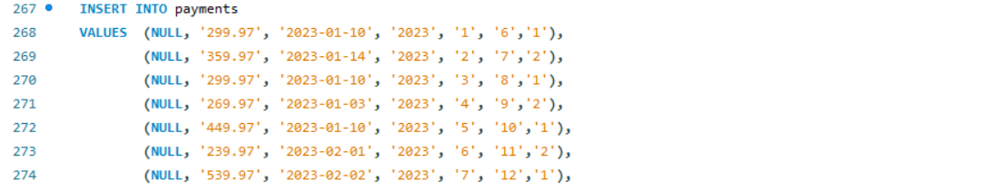 267 INSERT INTO payments
268 VALUES (NULL, '299.97', '2023-01-10', '2023', '1', '6','1'),
269 (NULL, '359.97', '2023-01-14', '2023', '2', '7','2'),
270 (NULL, '299.97', '2023-01-10', '2023', '3', '8','1'),
271 (NULL, '269.97', '2023-01-03', '2023', '4', '9','2'),
272 (NULL, '449.97', '2023-01-10', '2023', '5', '10','1'),
273 (NULL, '239.97', '2023-02-01', '2023', '6', '11','2'),
274 (NULL, '539.97', '2023-02-02', '2023', '7', '12','1'),